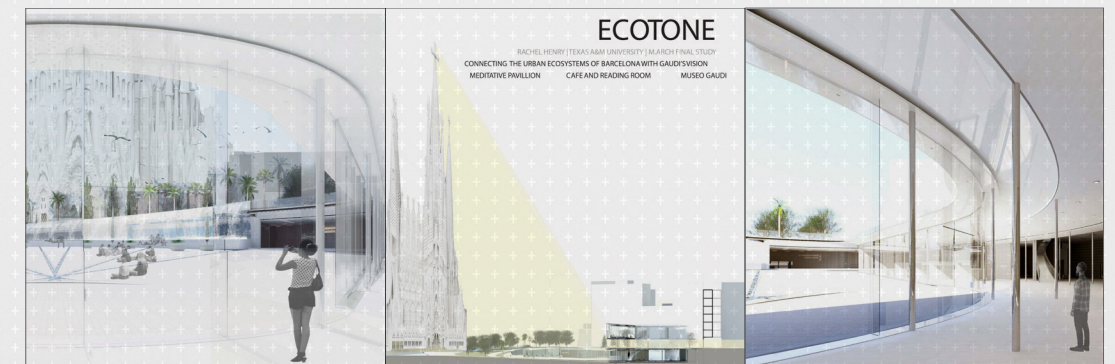 ECOTONE
RACHEL HENRY | TEXAS A&M UNIVERSITY | M.ARCH FINAL STUDY
CONNECTING THE URBAN ECOSYSTEMS OF BARCELONA WITH GAUDI'S VISION
MEDITATIVE PAVILLION CAFE AND READING ROOM MUSEO GAUDI